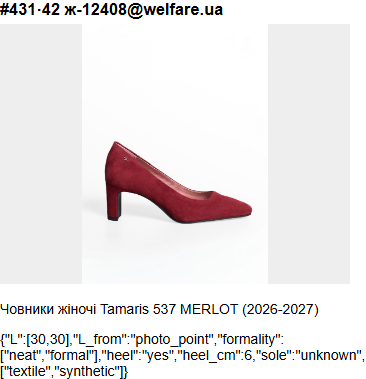 #431·42 ж-12408@welfare.ua
Човники жіночі Tamaris 537 MERLOT (2026-2027)
{"L":[30,30],"L_from":"photo_point","formality":
["neat","formal"],"heel":"yes","heel_cm":6,"sole":"unknown",
["textile","synthetic"]}